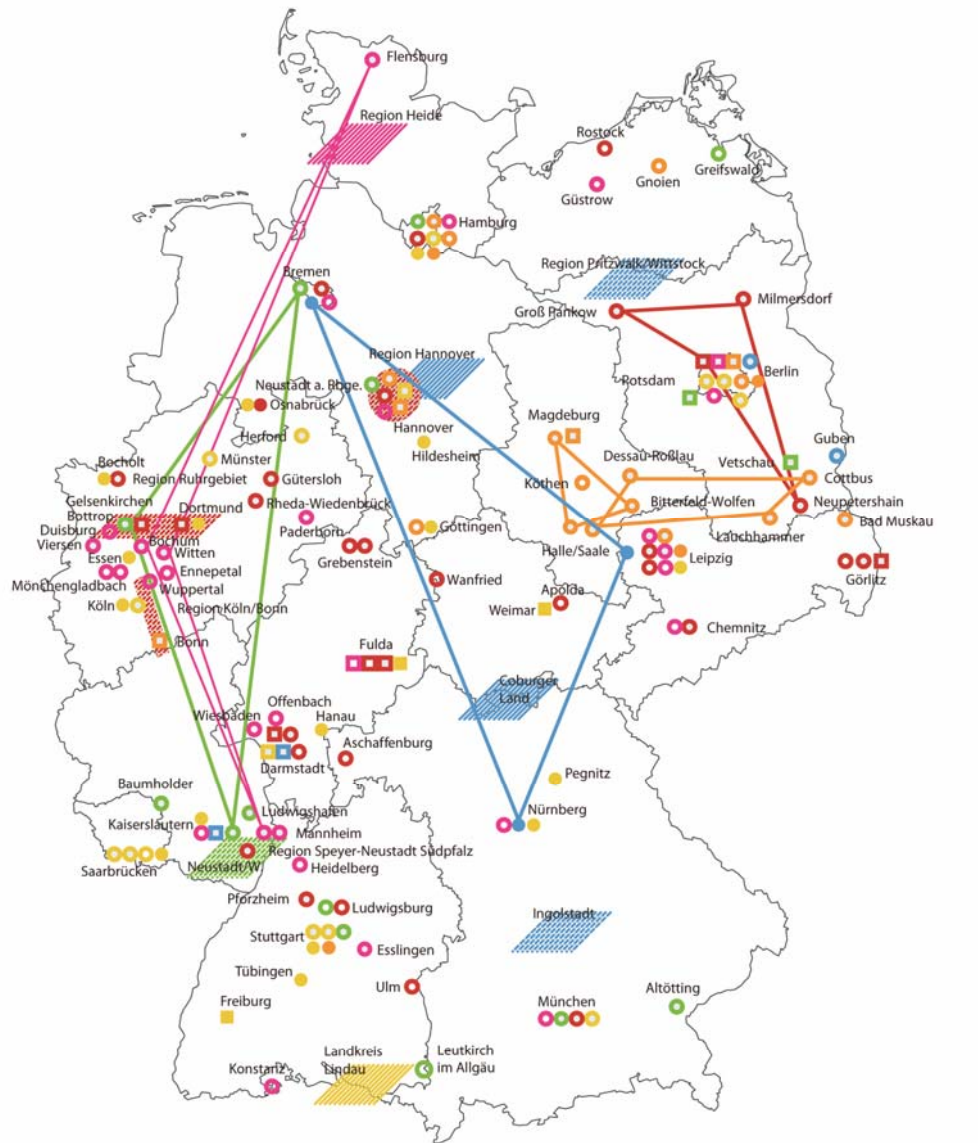 Flensburg
Region Heide
Rostock
Greifswald
Gnoien
Güstrow
Hamburg
Region Pritzwalk/Wittstock
Bremen
Milmersdorf
Groß Pankow
Region Hannover
Berlin
Potsdam
Neustadt a. Rbge.
Osnabrück
Magdeburg
Hannover
Herford
Hildesheim
Guben
Dessau-Roßlau
Vetschau
Münster
Bocholt
Region Ruhrgebiet
Gütersloh
Köthen
Cottbus
Gelsenkirchen
Rheda-Wiedenbrück
Bitterfeld-Wolfen
Neupetershain
Dortmund
Bottrop
Bad Muskau
Duisburg
Paderborn
Göttingen
Lauchhammer
Viersen
Bochum
Witten
Halle/Saale
Essen
Leipzig
Grebenstein
Ennepetal
Görlitz
Mönchengladbach
Wuppertal
Wanfried
Apolda
Köln
Region Köln/Bonn
Weimar
Chemnitz
Bonn
Fulda
Coburger
Land
Offenbach
Wiesbaden
Hanau
Aschaffenburg
Darmstadt
Pegnitz
Baumholder
Nürnberg
Ludwigshafen
Kaiserslautern
Mannheim
Region Speyer-Neustadt Südpfalz
Neustadt/W.
Saarbrücken
Heidelberg
Pforzheim
Ludwigsburg
Ingolstadt
Stuttgart
Esslingen
Tübingen
Ulm
Altötting
Freiburg
München
Landkreis
Lindau
Leutkirch
im Allgäu
Konstanz